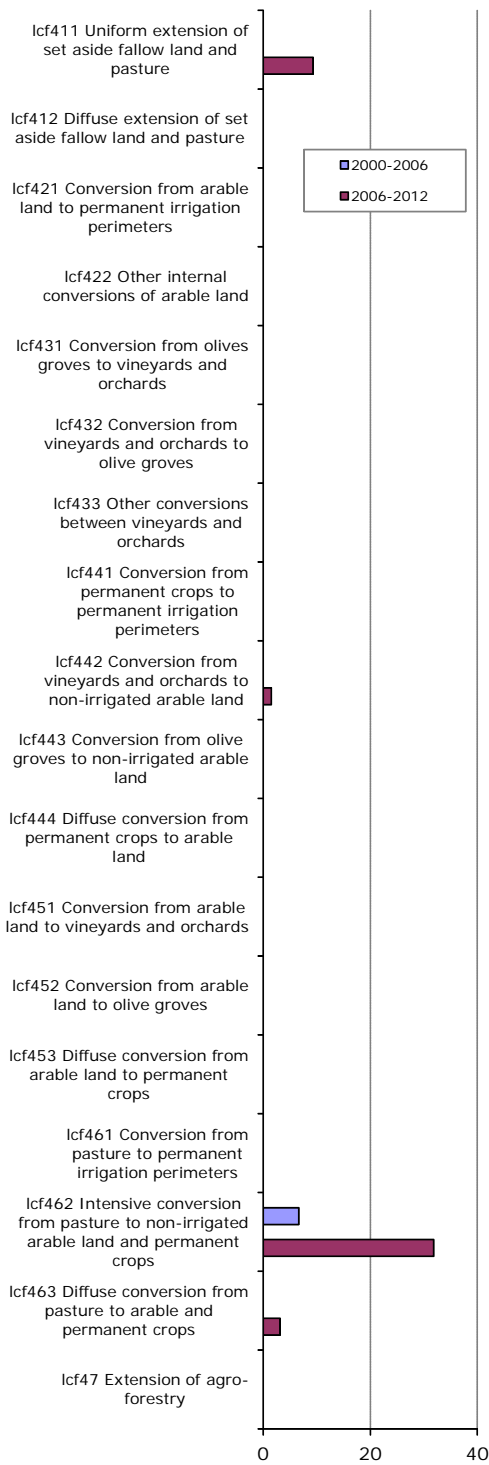 lcf411 Uniform extension of
set aside fallow land and
pasture
lcf412 Diffuse extension of set
aside fallow land and pasture
2000-2006
2006-2012
lcf421 Conversion from arable
land to permanent irrigation
perimeters
lcf422 Other internal
conversions of arable land
lcf431 Conversion from olives
groves to vineyards and
orchards
lcf432 Conversion from
vineyards and orchards to
olive groves
lcf433 Other conversions
between vineyards and
orchards
lcf441 Conversion from
permanent crops to
permanent irrigation
perimeters
lcf442 Conversion from
vineyards and orchards to
non-irrigated arable land
lcf443 Conversion from olive
groves to non-irrigated arable
land
lcf444 Diffuse conversion from
permanent crops to arable
land
lcf451 Conversion from arable
land to vineyards and orchards
lcf452 Conversion from arable
land to olive groves
lcf453 Diffuse conversion from
arable land to permanent
crops
lcf461 Conversion from
pasture to permanent
irrigation perimeters
lcf462 Intensive conversion
from pasture to non-irrigated
arable land and permanent
crops
lcf463 Diffuse conversion from
pasture to arable and
permanent crops
lcf47 Extension of agro-
forestry
0 20 40